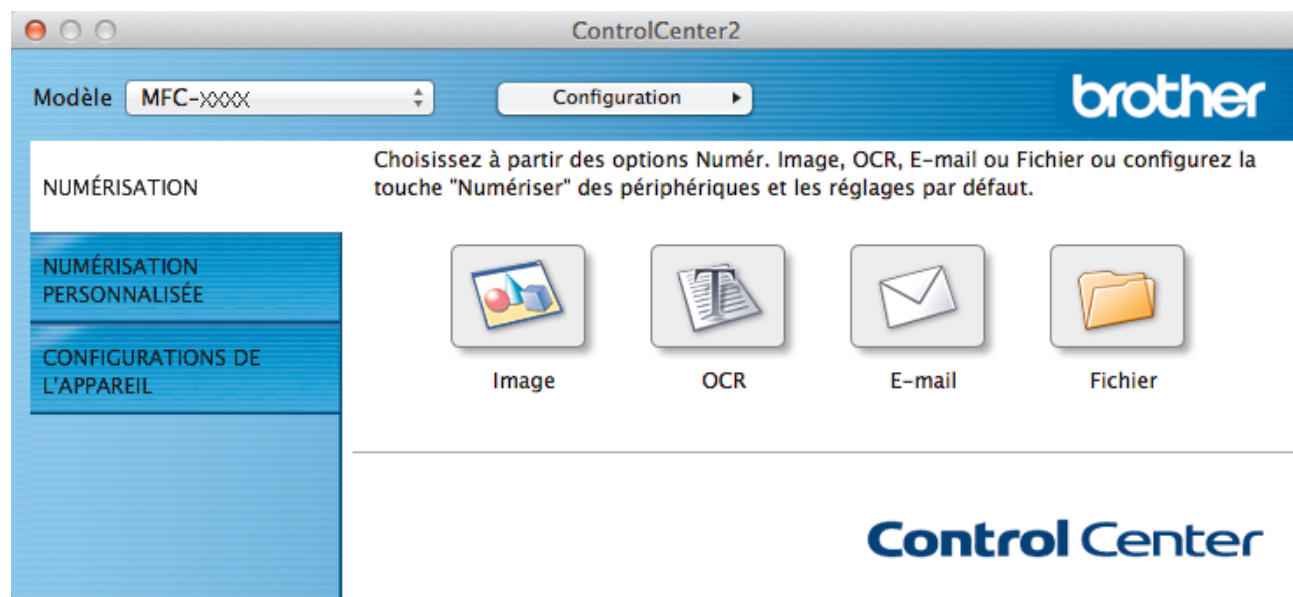 ControlCenter2
Modèle MFC-XXXX Configuration brother
NUMÉRISATION
Choisissez à partir des options Numér. Image, OCR, E-mail ou Fichier ou configurez la
touche "Numériser" des périphériques et les réglages par défaut.
NUMÉRISATION
PERSONNALISÉE
CONFIGURATIONS DE
L'APPAREIL
Image OCR E-mail Fichier
Control Center